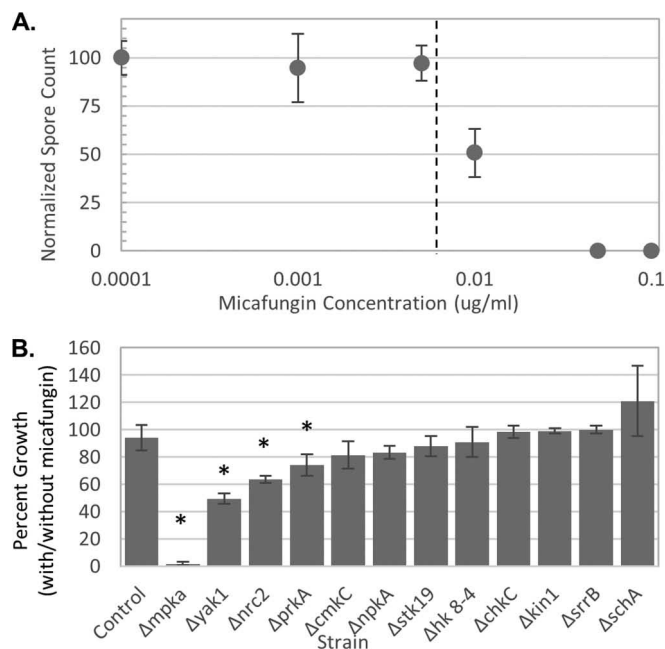 A.
Normalized Spore Count
100
75
50
25
0
0.0001 0.001 0.01 0.1
Micafungin Concentration (ug/ml)
B.
Percent Growth
(with/without micafungin)
160
140
120
100
80
60
40
20
0
* * * *
Control Δmpka Δyak1 Δnrc2 ΔprkA ΔcmkC ΔnpkA Δstk19 Δhk 8-4 ΔchkC Δkin1 ΔsrrB ΔschA
Strain